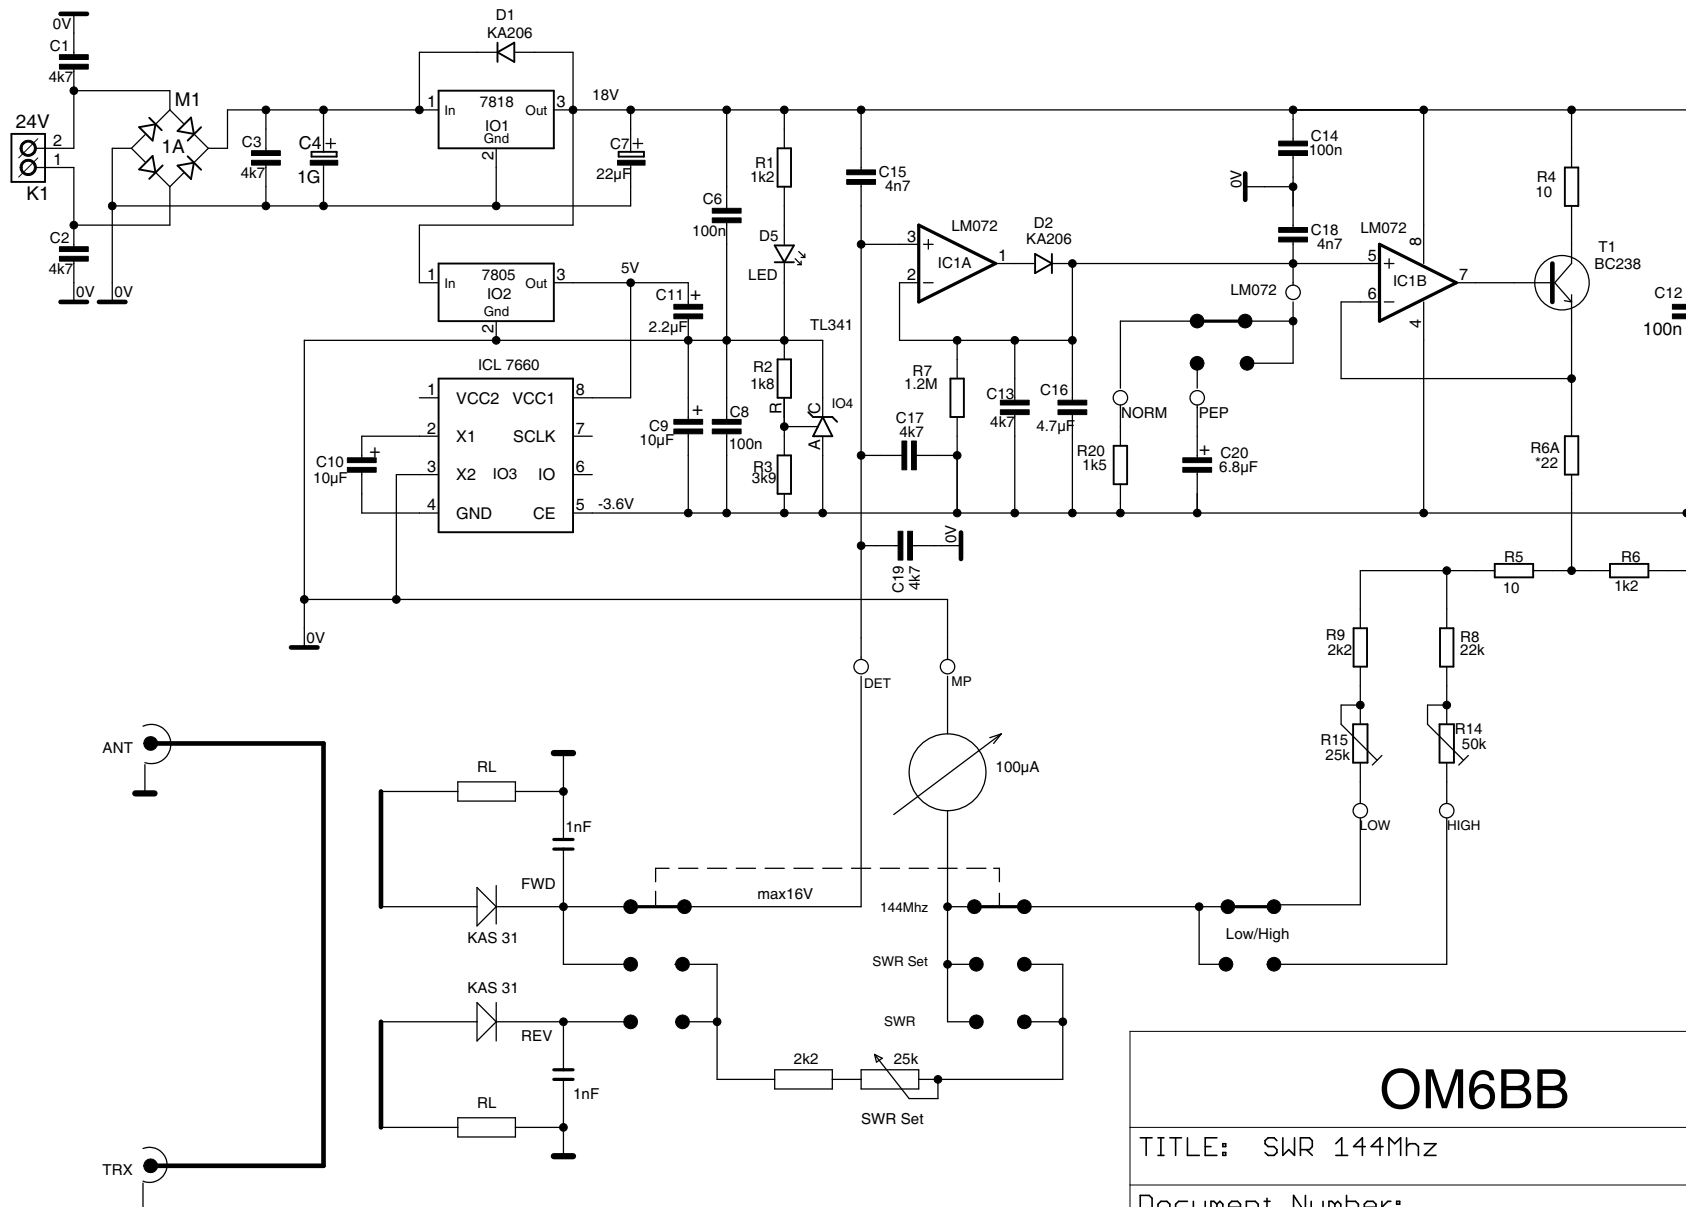 0V
C1
4k7
24V
2
1
K1
M1
1A
C2
4k7
0V
0V
C3
4k7
C4
+
1G
D1
KA206
1
In
7818
Out
3
IO1
Gnd
2
18V
C7
+
22µF
1
In
7805
Out
3
IO2
Gnd
2
5V
C11
+
2.2µF
ICL 7660
1
VCC2
VCC1
8
2
X1
SCLK
7
3
X2
IO3
IO
6
4
GND
CE
5
-3.6V
C10
+
10µF
C9
+
10µF
C6
100n
C8
100n
R1
1k2
D5
LED
TL341
R2
1k8
R
C
IO4
A
R3
3k9
C15
4n7
LM072
3
+
2
−
IC1A
1
D2
KA206
R7
1.2M
C17
4k7
C13
4k7
C16
4.7µF
C19
4k7
0V
C14
100n
0V
C18
4n7
LM072
LM072
8
5
+
6
−
IC1B
7
4
NORM
PEP
R20
1k5
C20
+
6.8µF
R4
10
T1
BC238
C12
100n
R6A
*22
R5
10
R6
1k2
0V
DET
MP
R9
2k2
R8
22k
R15
25k
R14
50k
LOW
HIGH
100µA
ANT
TRX
RL
1nF
FWD
KAS 31
max16V
144Mhz
Low/High
SWR Set
KAS 31
REV
SWR
1nF
RL
2k2
25k
SWR Set
OM6BB
TITLE: SWR 144Mhz
Document Number: